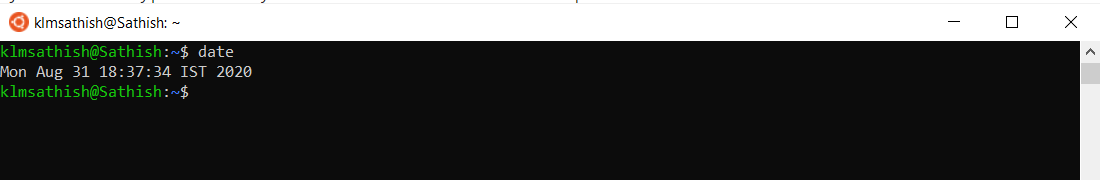 klmsathish@Sathish: ~
klmsathish@Sathish:~$ date
Mon Aug 31 18:37:34 IST 2020
klmsathish@Sathish:~$